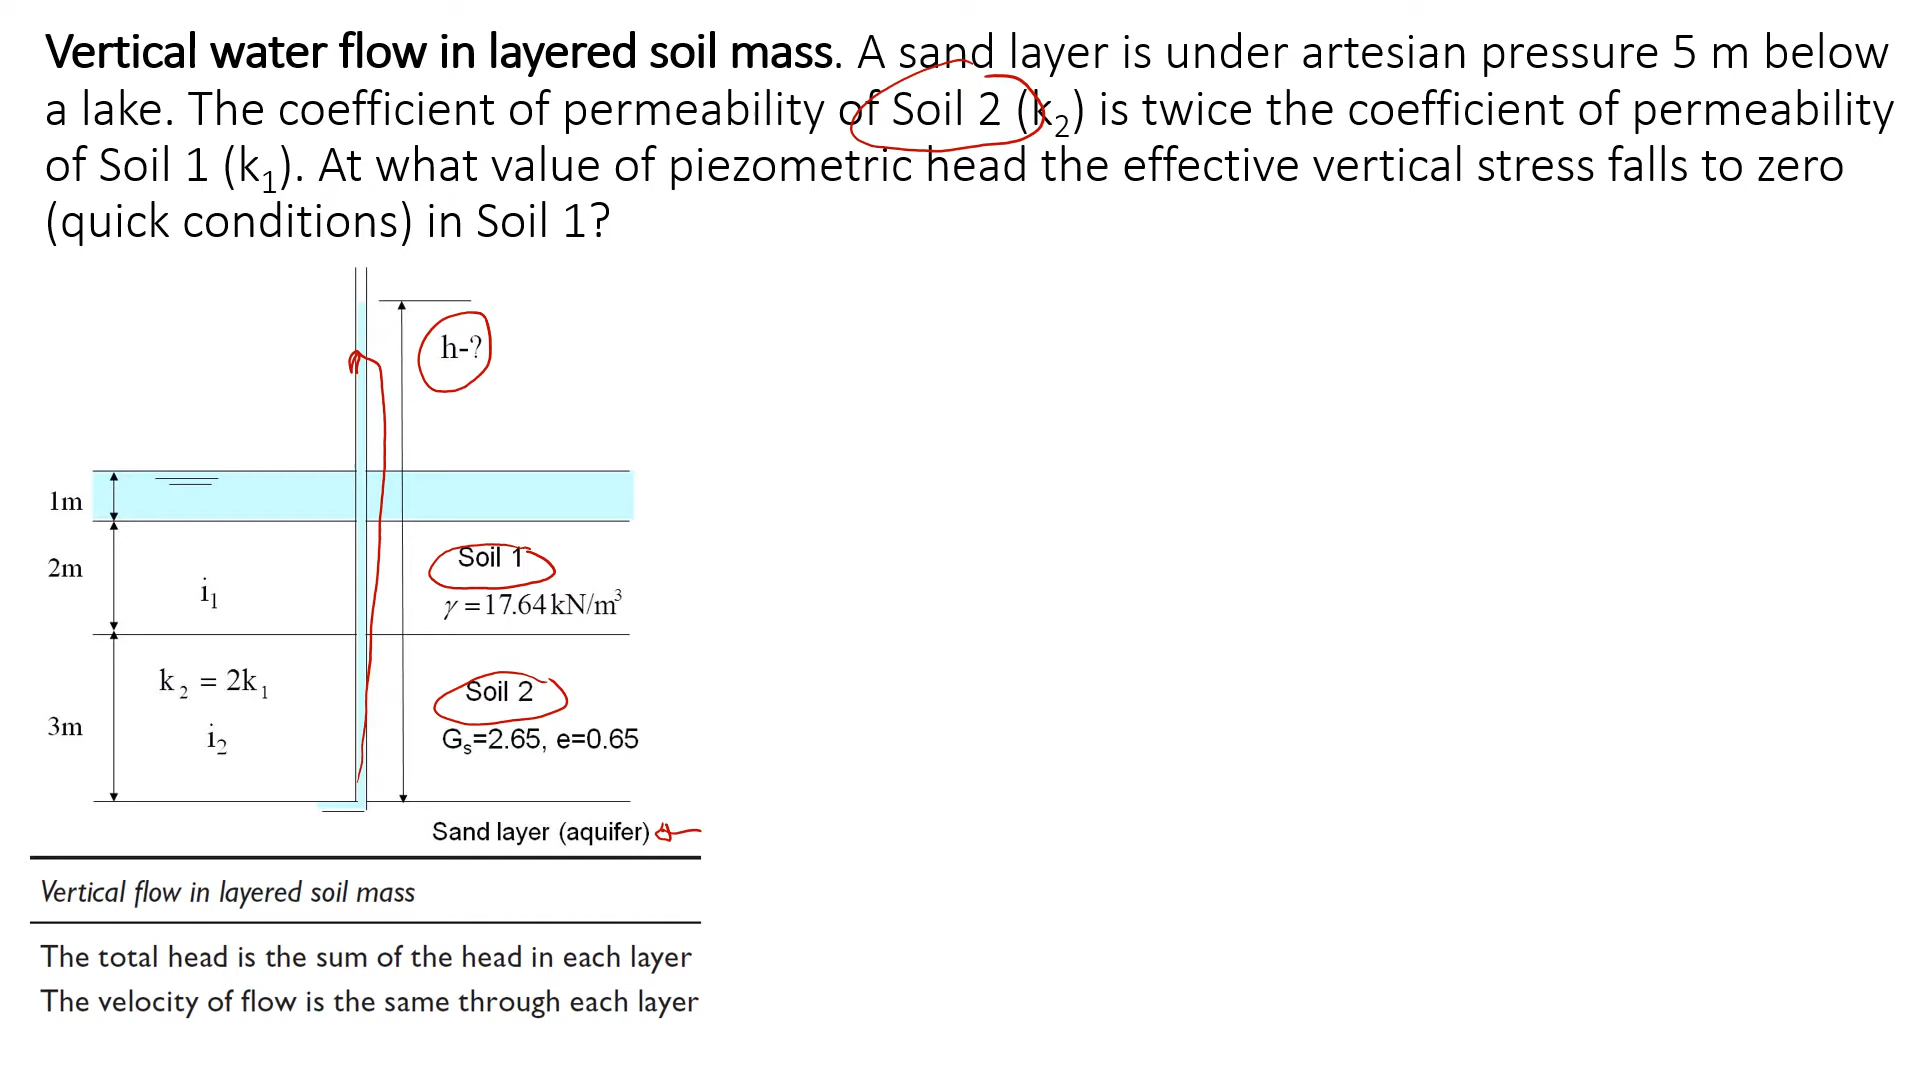 Vertical water flow in layered soil mass. A sand layer is under artesian pressure 5 m below
a lake. The coefficient of permeability of Soil 2 (k₂) is twice the coefficient of permeability
of Soil 1 (k₁). At what value of piezometric head the effective vertical stress falls to zero
(quick conditions) in Soil 1?
h-?
1m
Soil 1
2m
i₁
γ = 17.64 kN/m³
k₂ = 2k₁
Soil 2
3m
i₂
Gₛ=2.65, e=0.65
Sand layer (aquifer)
Vertical flow in layered soil mass
The total head is the sum of the head in each layer
The velocity of flow is the same through each layer